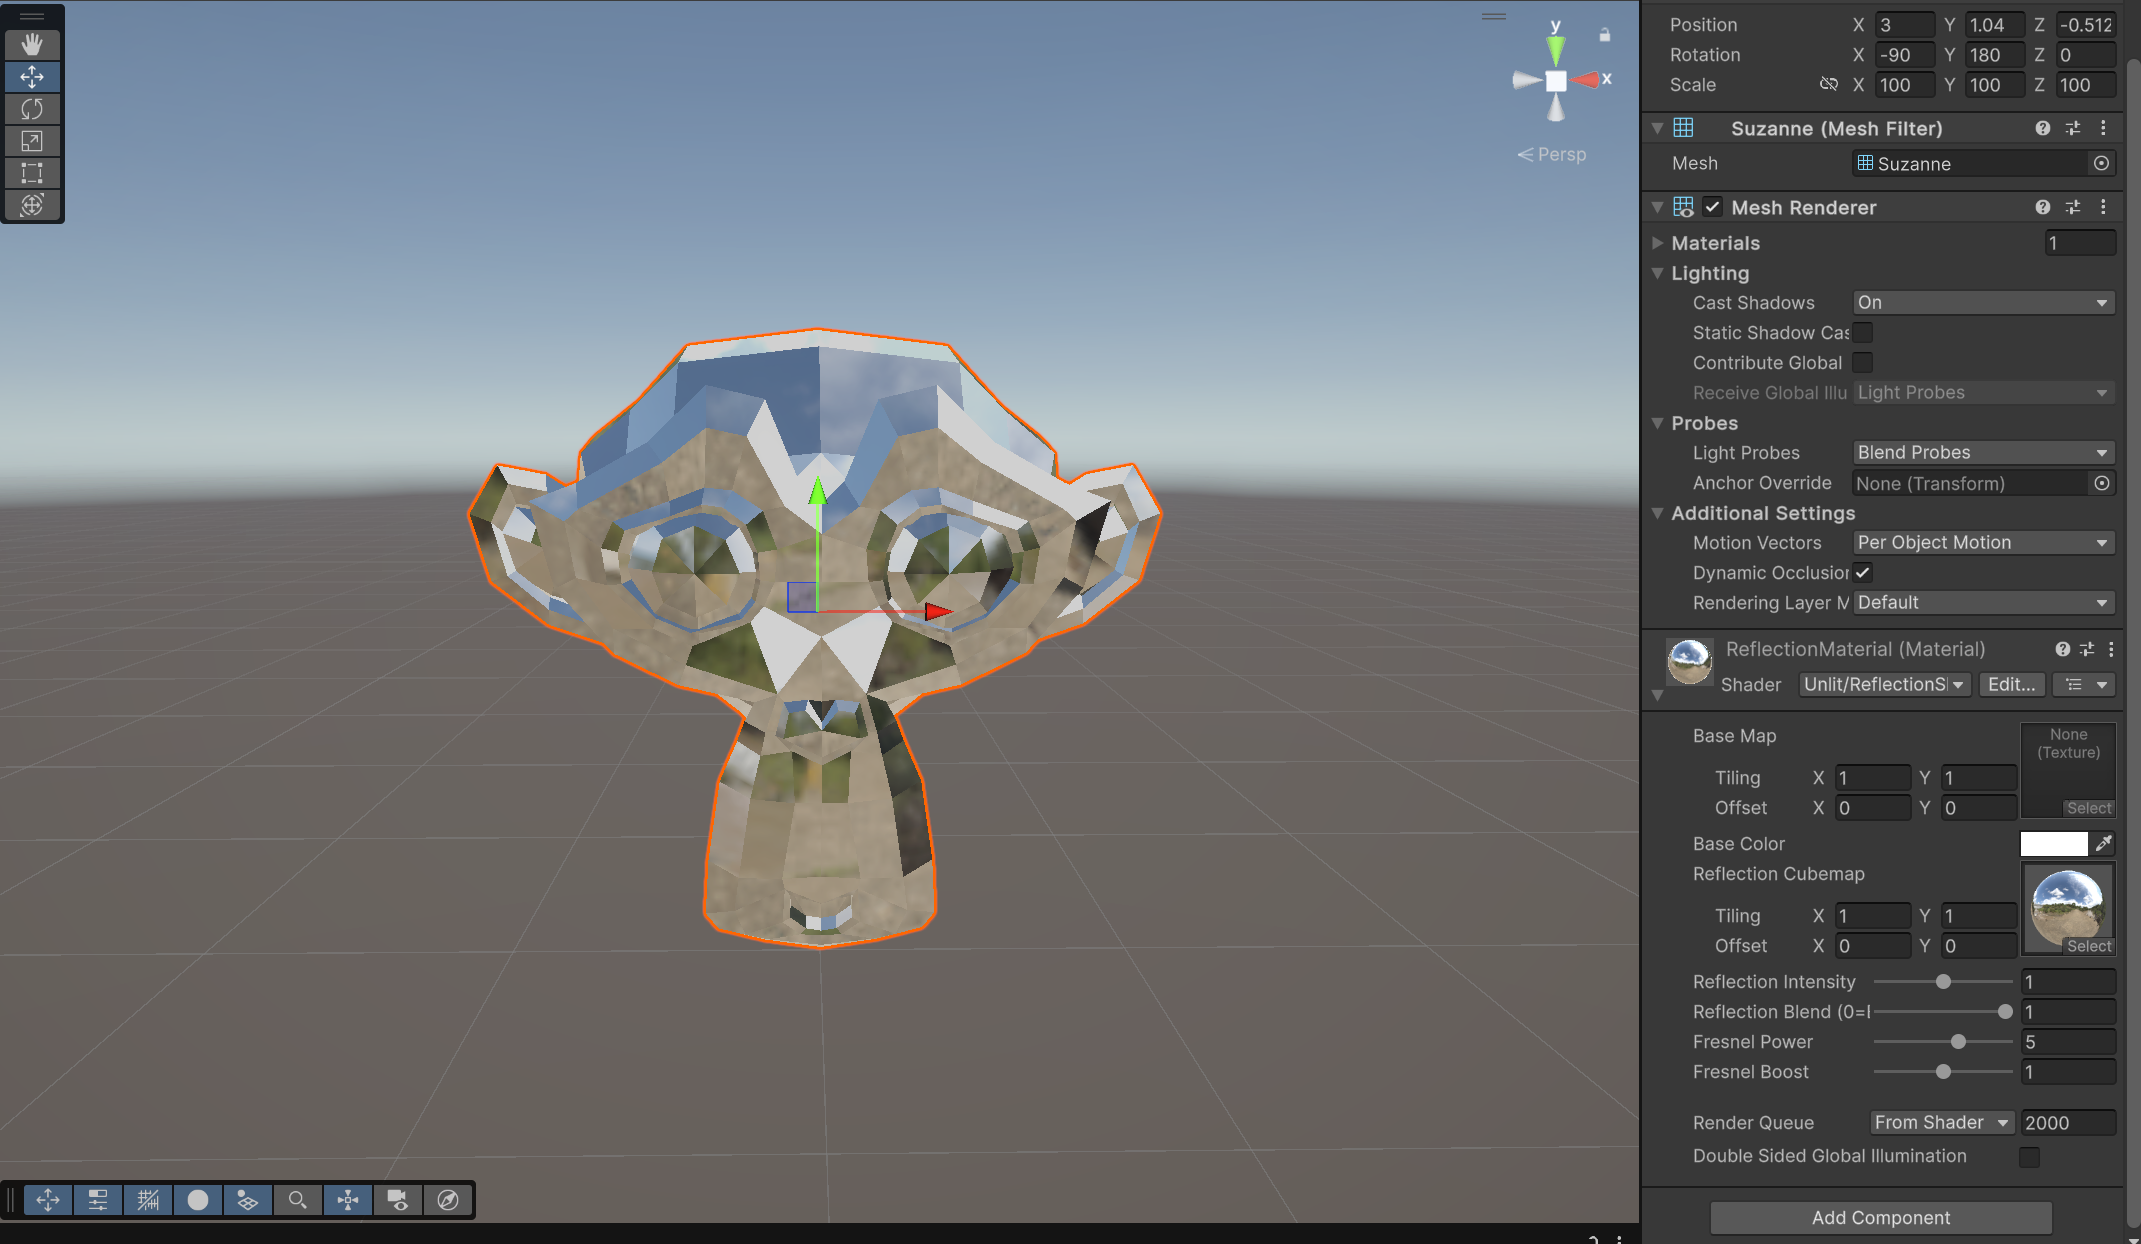 y
x
Persp
Position X 3 Y 1.04 Z -0.512
Rotation X -90 Y 180 Z 0
Scale X 100 Y 100 Z 100
Suzanne (Mesh Filter)
Mesh Suzanne
Mesh Renderer
Materials 1
Lighting
Cast Shadows On
Static Shadow Cas
Contribute Global
Receive Global Illu Light Probes
Probes
Light Probes Blend Probes
Anchor Override None (Transform)
Additional Settings
Motion Vectors Per Object Motion
Dynamic Occlusion
Rendering Layer M Default
ReflectionMaterial (Material)
Shader Unlit/ReflectionS Edit...
Base Map None (Texture)
Tiling X 1 Y 1
Offset X 0 Y 0 Select
Base Color
Reflection Cubemap
Tiling X 1 Y 1
Offset X 0 Y 0 Select
Reflection Intensity 1
Reflection Blend (0=I 1
Fresnel Power 5
Fresnel Boost 1
Render Queue From Shader 2000
Double Sided Global Illumination
Add Component